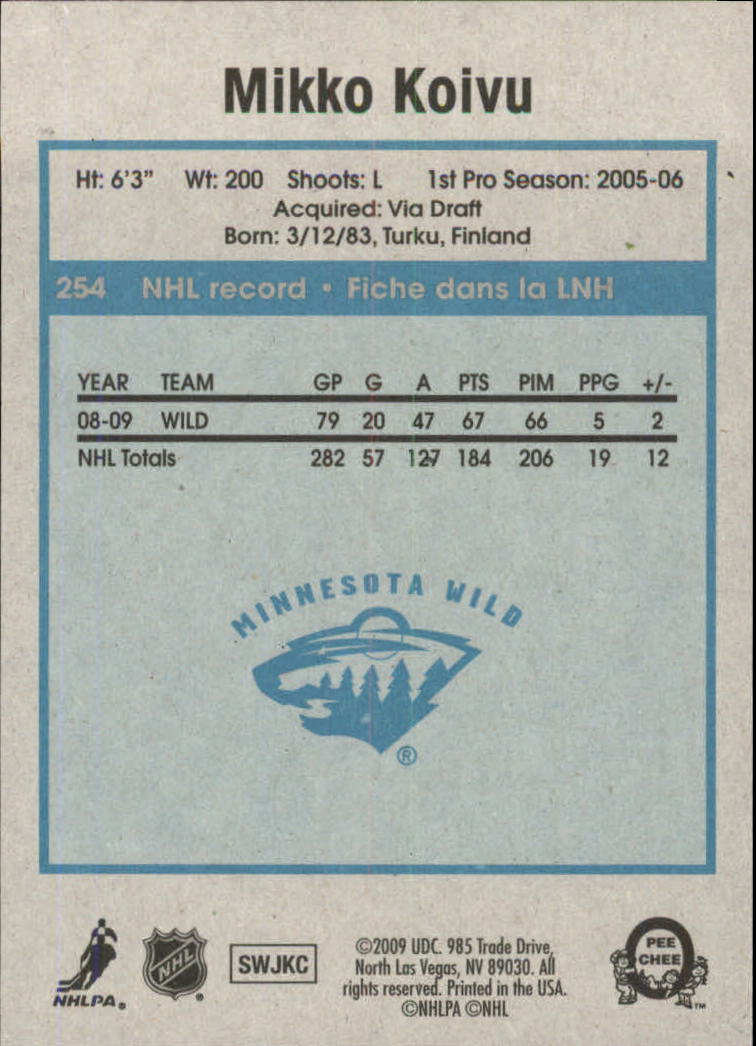 Mikko Koivu
Ht: 6'3" Wt: 200 Shoots: L 1st Pro Season: 2005-06
Acquired: Via Draft
Born: 3/12/83, Turku, Finland
254 NHL record • Fiche dans la LNH
YEAR TEAM GP G A PTS PIM PPG +/-
08-09 WILD 79 20 47 67 66 5 2
NHL Totals 282 57 127 184 206 19 12
MINNESOTA WILD
®
NHLPA®
NHL®
SWJKC
©2009 UDC. 985 Trade Drive,
North Las Vegas, NV 89030. All
rights reserved. Printed in the USA.
©NHLPA ©NHL
O
PEE
CHEE
™